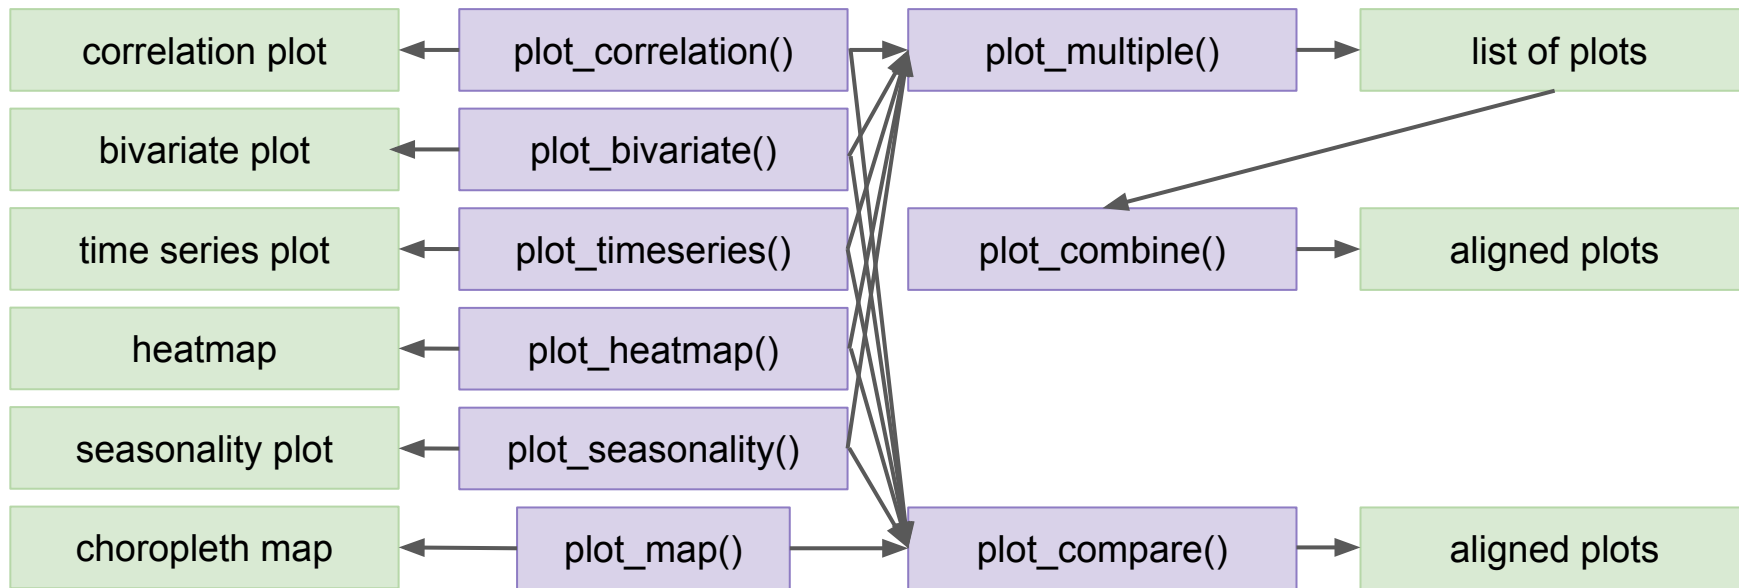 correlation plot
plot_correlation()
plot_multiple()
list of plots
bivariate plot
plot_bivariate()
time series plot
plot_timeseries()
plot_combine()
aligned plots
heatmap
plot_heatmap()
seasonality plot
plot_seasonality()
choropleth map
plot_map()
plot_compare()
aligned plots